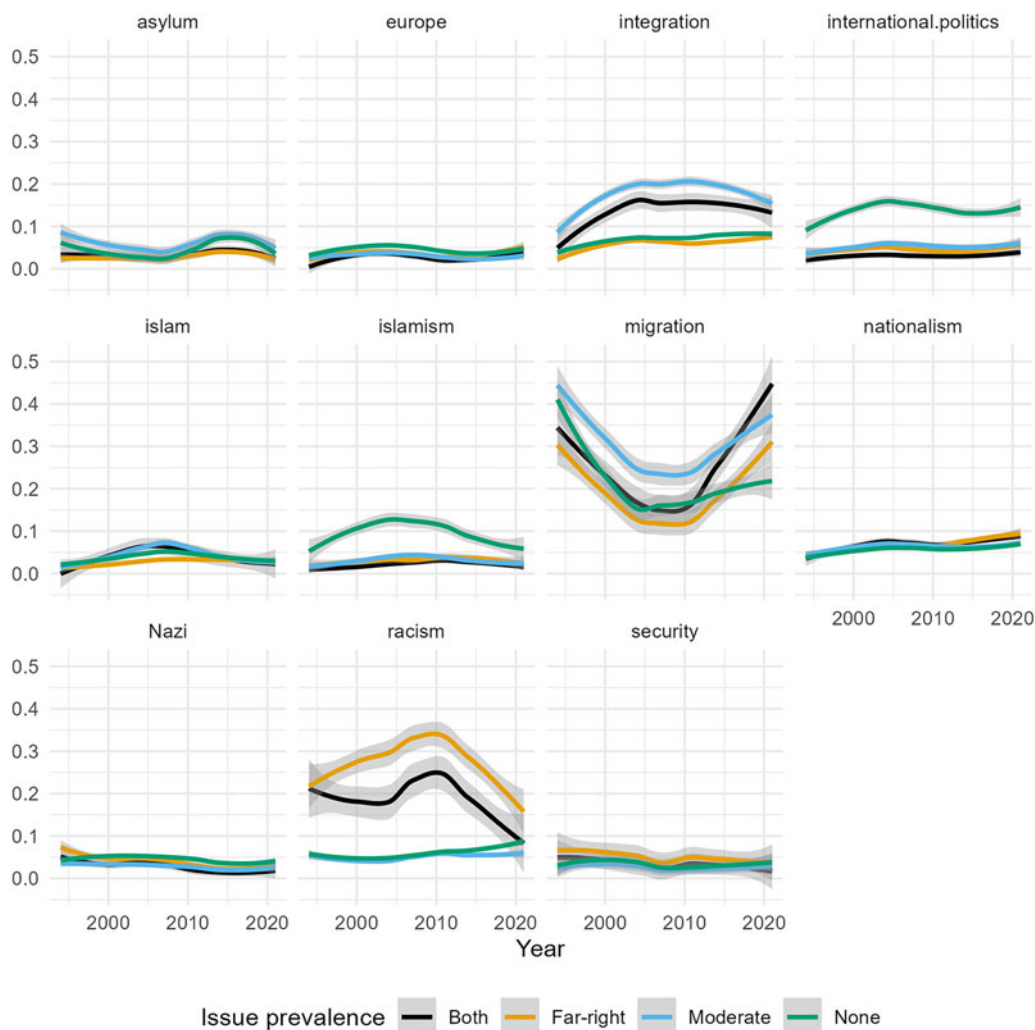 asylum europe integration international.politics
0.5
0.4
0.3
0.2
0.1
0.0
islam islamism migration nationalism
0.5
0.4
0.3
0.2
0.1
0.0
2000 2010 2020
Nazi racism security
0.5
0.4
0.3
0.2
0.1
0.0
2000 2010 2020 2000 2010 2020 2000 2010 2020
Year
Issue prevalence Both Far-right Moderate None